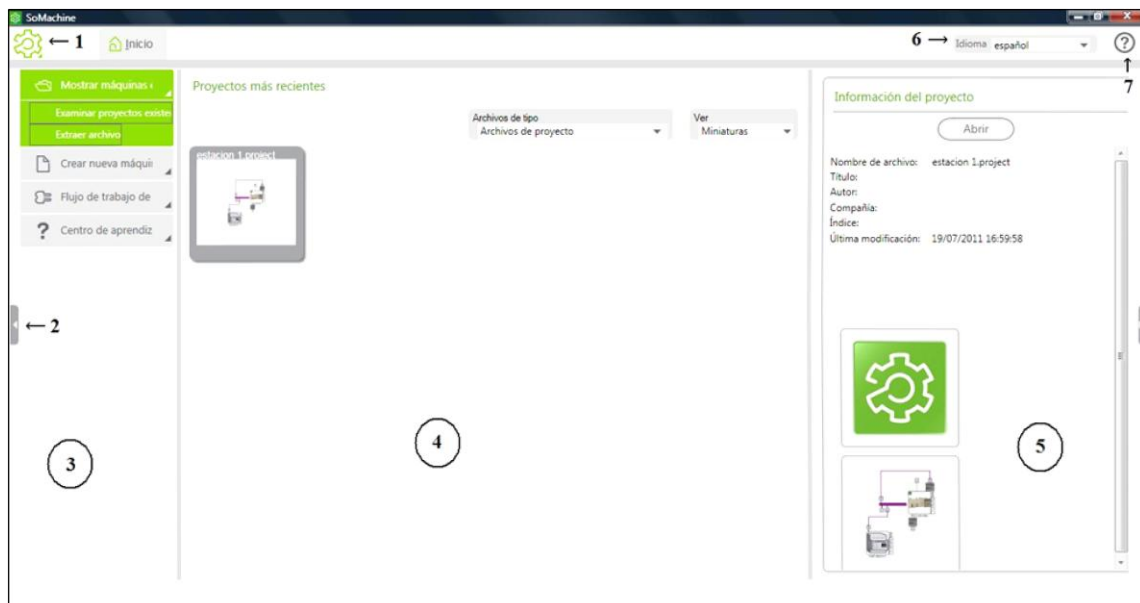 SoMachine
← 1
Inicio
6 →
Idioma español
?
↑
7
Mostrar máquinas
Examinar proyectos
Extraer archivo
Crear nueva
Flujo de trabajo de
? Centro de
Proyectos más recientes
Archivos de tipo
Archivos de proyecto
Ver
Miniaturas
estacion 1.project
Información del proyecto
Abrir
Nombre de archivo: estacion 1.project
Título:
Autor:
Compañía:
Índice:
Última modificación: 19/07/2011 16:59:58
← 2
3
4
5